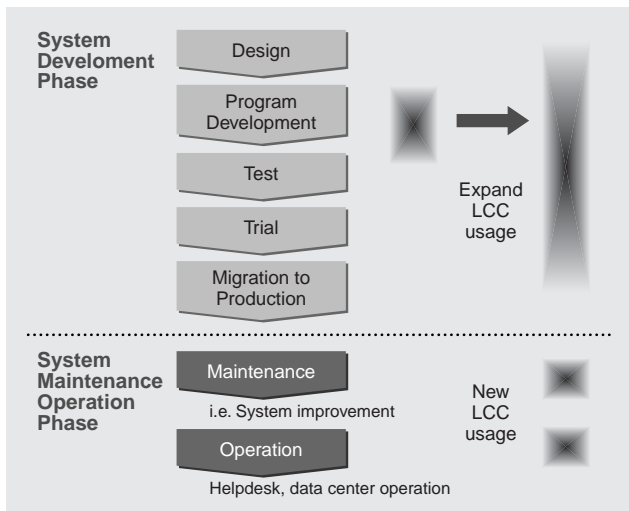 System
Develoment
Phase
Design
Program
Development
Test
Trial
Migration to
Production
Expand
LCC
usage
System
Maintenance
Operation
Phase
Maintenance
i.e. System improvement
Operation
Helpdesk, data center operation
New
LCC
usage